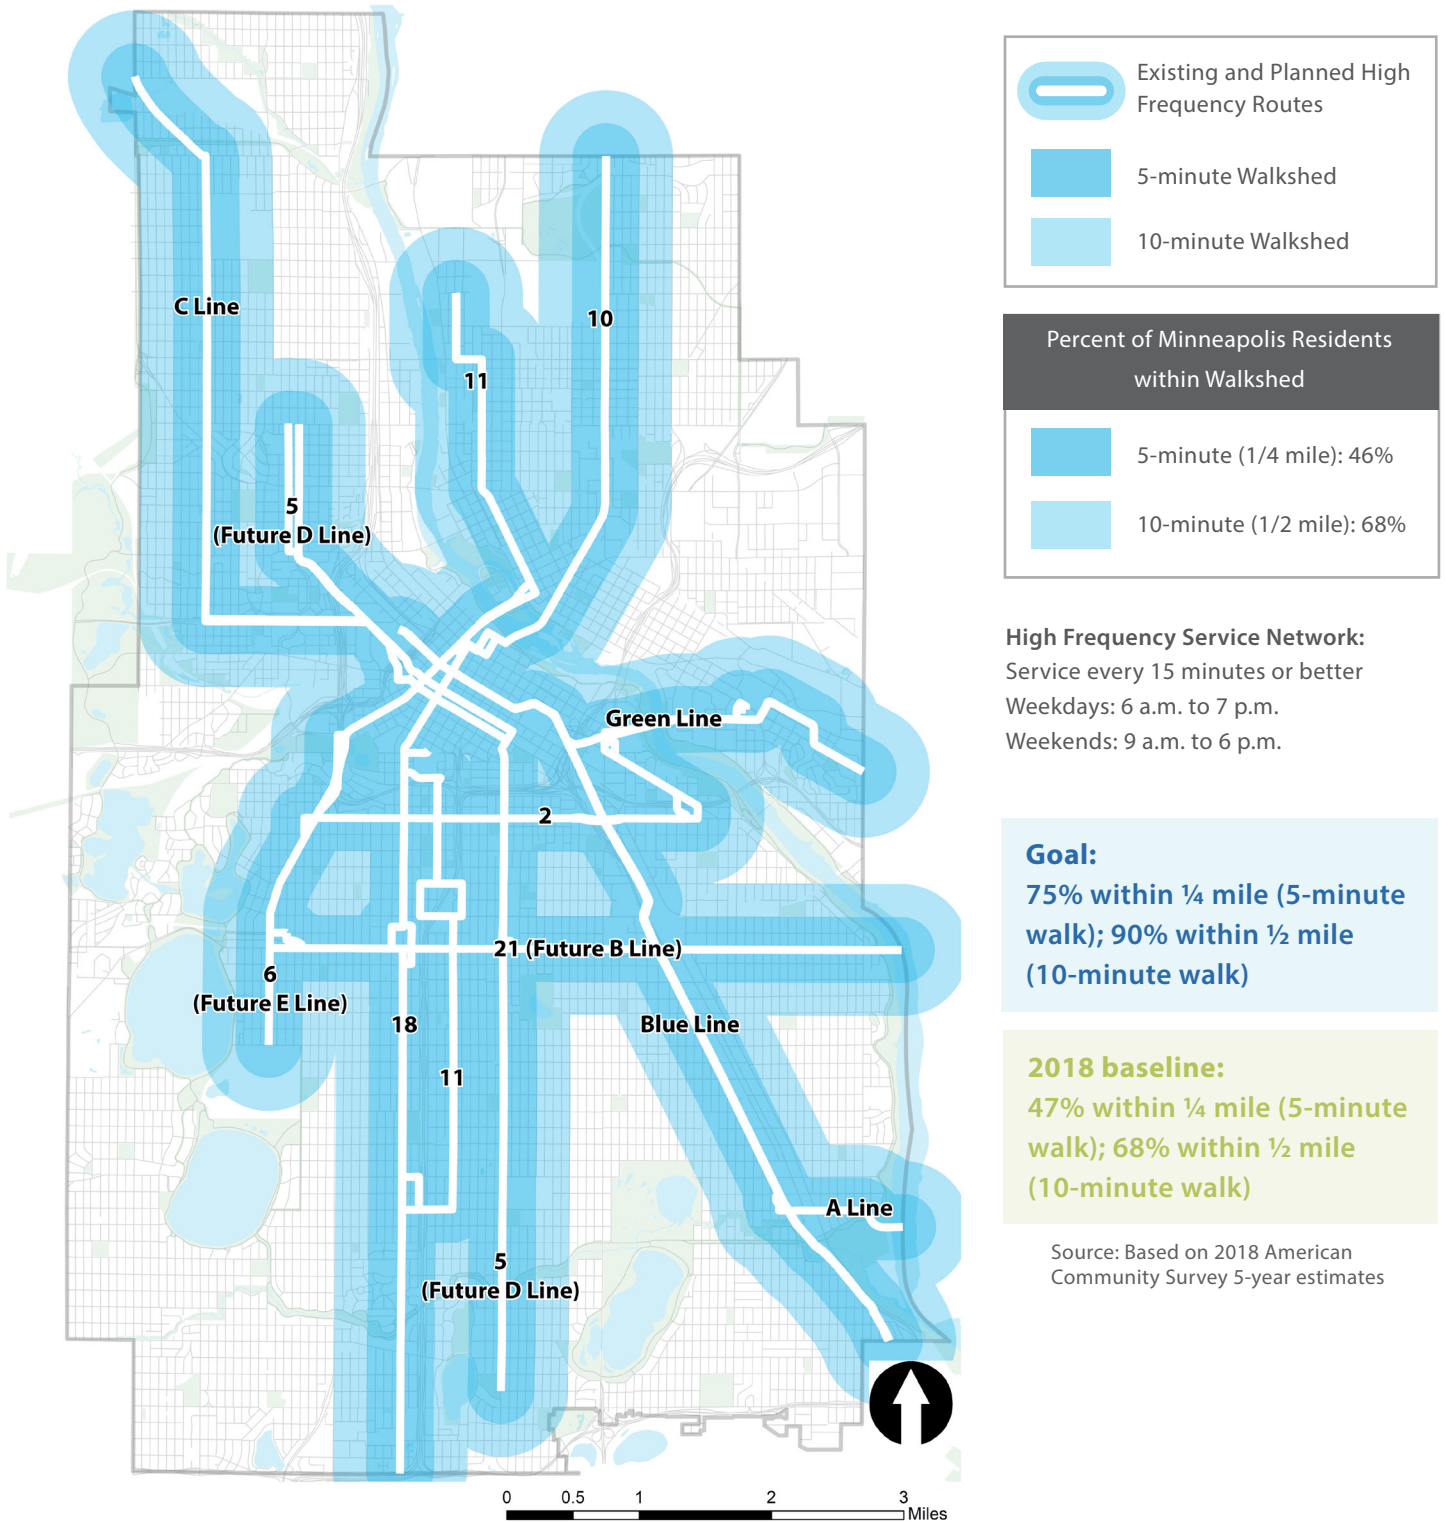 C Line
10
11
5
(Future D Line)
Green Line
2
21 (Future B Line)
6
(Future E Line)
18
Blue Line
11
A Line
5
(Future D Line)
0 0.5 1 2 3
Miles
Existing and Planned High
Frequency Routes
5-minute Walkshed
10-minute Walkshed
Percent of Minneapolis Residents
within Walkshed
5-minute (1/4 mile): 46%
10-minute (1/2 mile): 68%
High Frequency Service Network:
Service every 15 minutes or better
Weekdays: 6 a.m. to 7 p.m.
Weekends: 9 a.m. to 6 p.m.
Goal:
75% within ¼ mile (5-minute
walk); 90% within ½ mile
(10-minute walk)
2018 baseline:
47% within ¼ mile (5-minute
walk); 68% within ½ mile
(10-minute walk)
Source: Based on 2018 American
Community Survey 5-year estimates